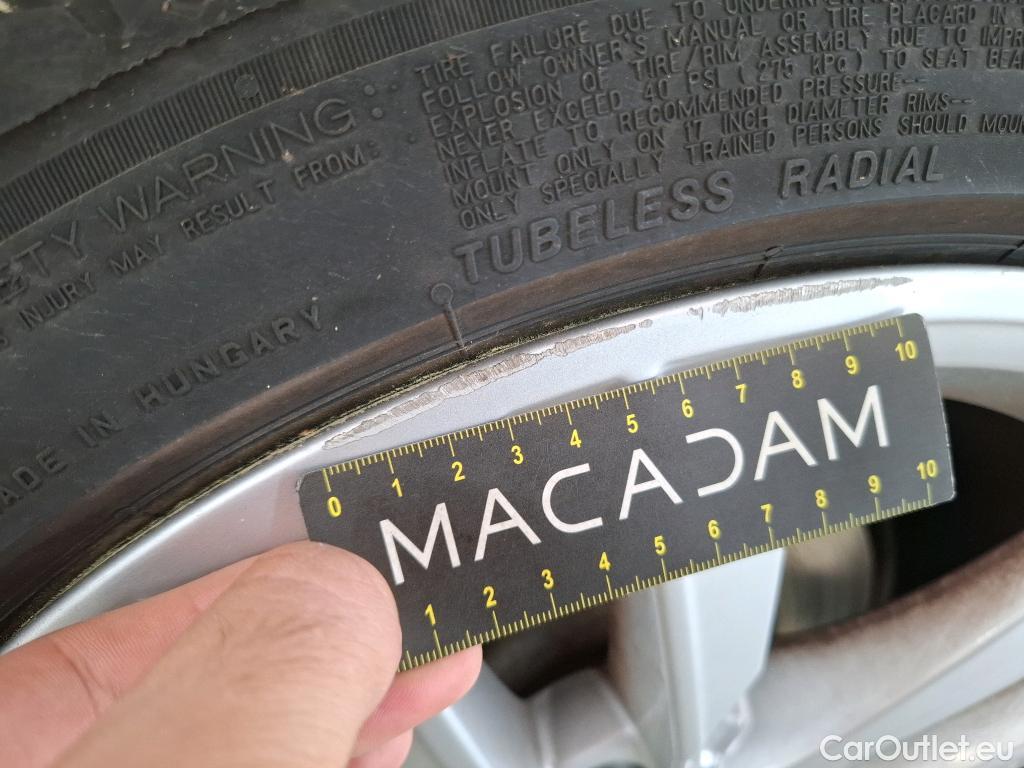 TIRE FAILURE DUE TO
FOLLOW OWNER'S MANUAL OR TIRE PLACARD IN
EXPLOSION OF TIRE/RIM ASSEMBLY DUE TO
NEVER EXCEED 40 PSI (275 kPa) TO SEAT
INFLATE TO RECOMMENDED PRESSURE--
MOUNT ONLY ON 17 INCH DIAMETER RIMS--
ONLY SPECIALLY TRAINED PERSONS SHOULD
WARNING:
INJURY MAY RESULT FROM:
TUBELESS RADIAL
IN HUNGARY
0 1 2 3 4 5 6 7 8 9 10
MACADAM
1 2 3 4 5 6 7 8 9 10
CarOutlet.eu